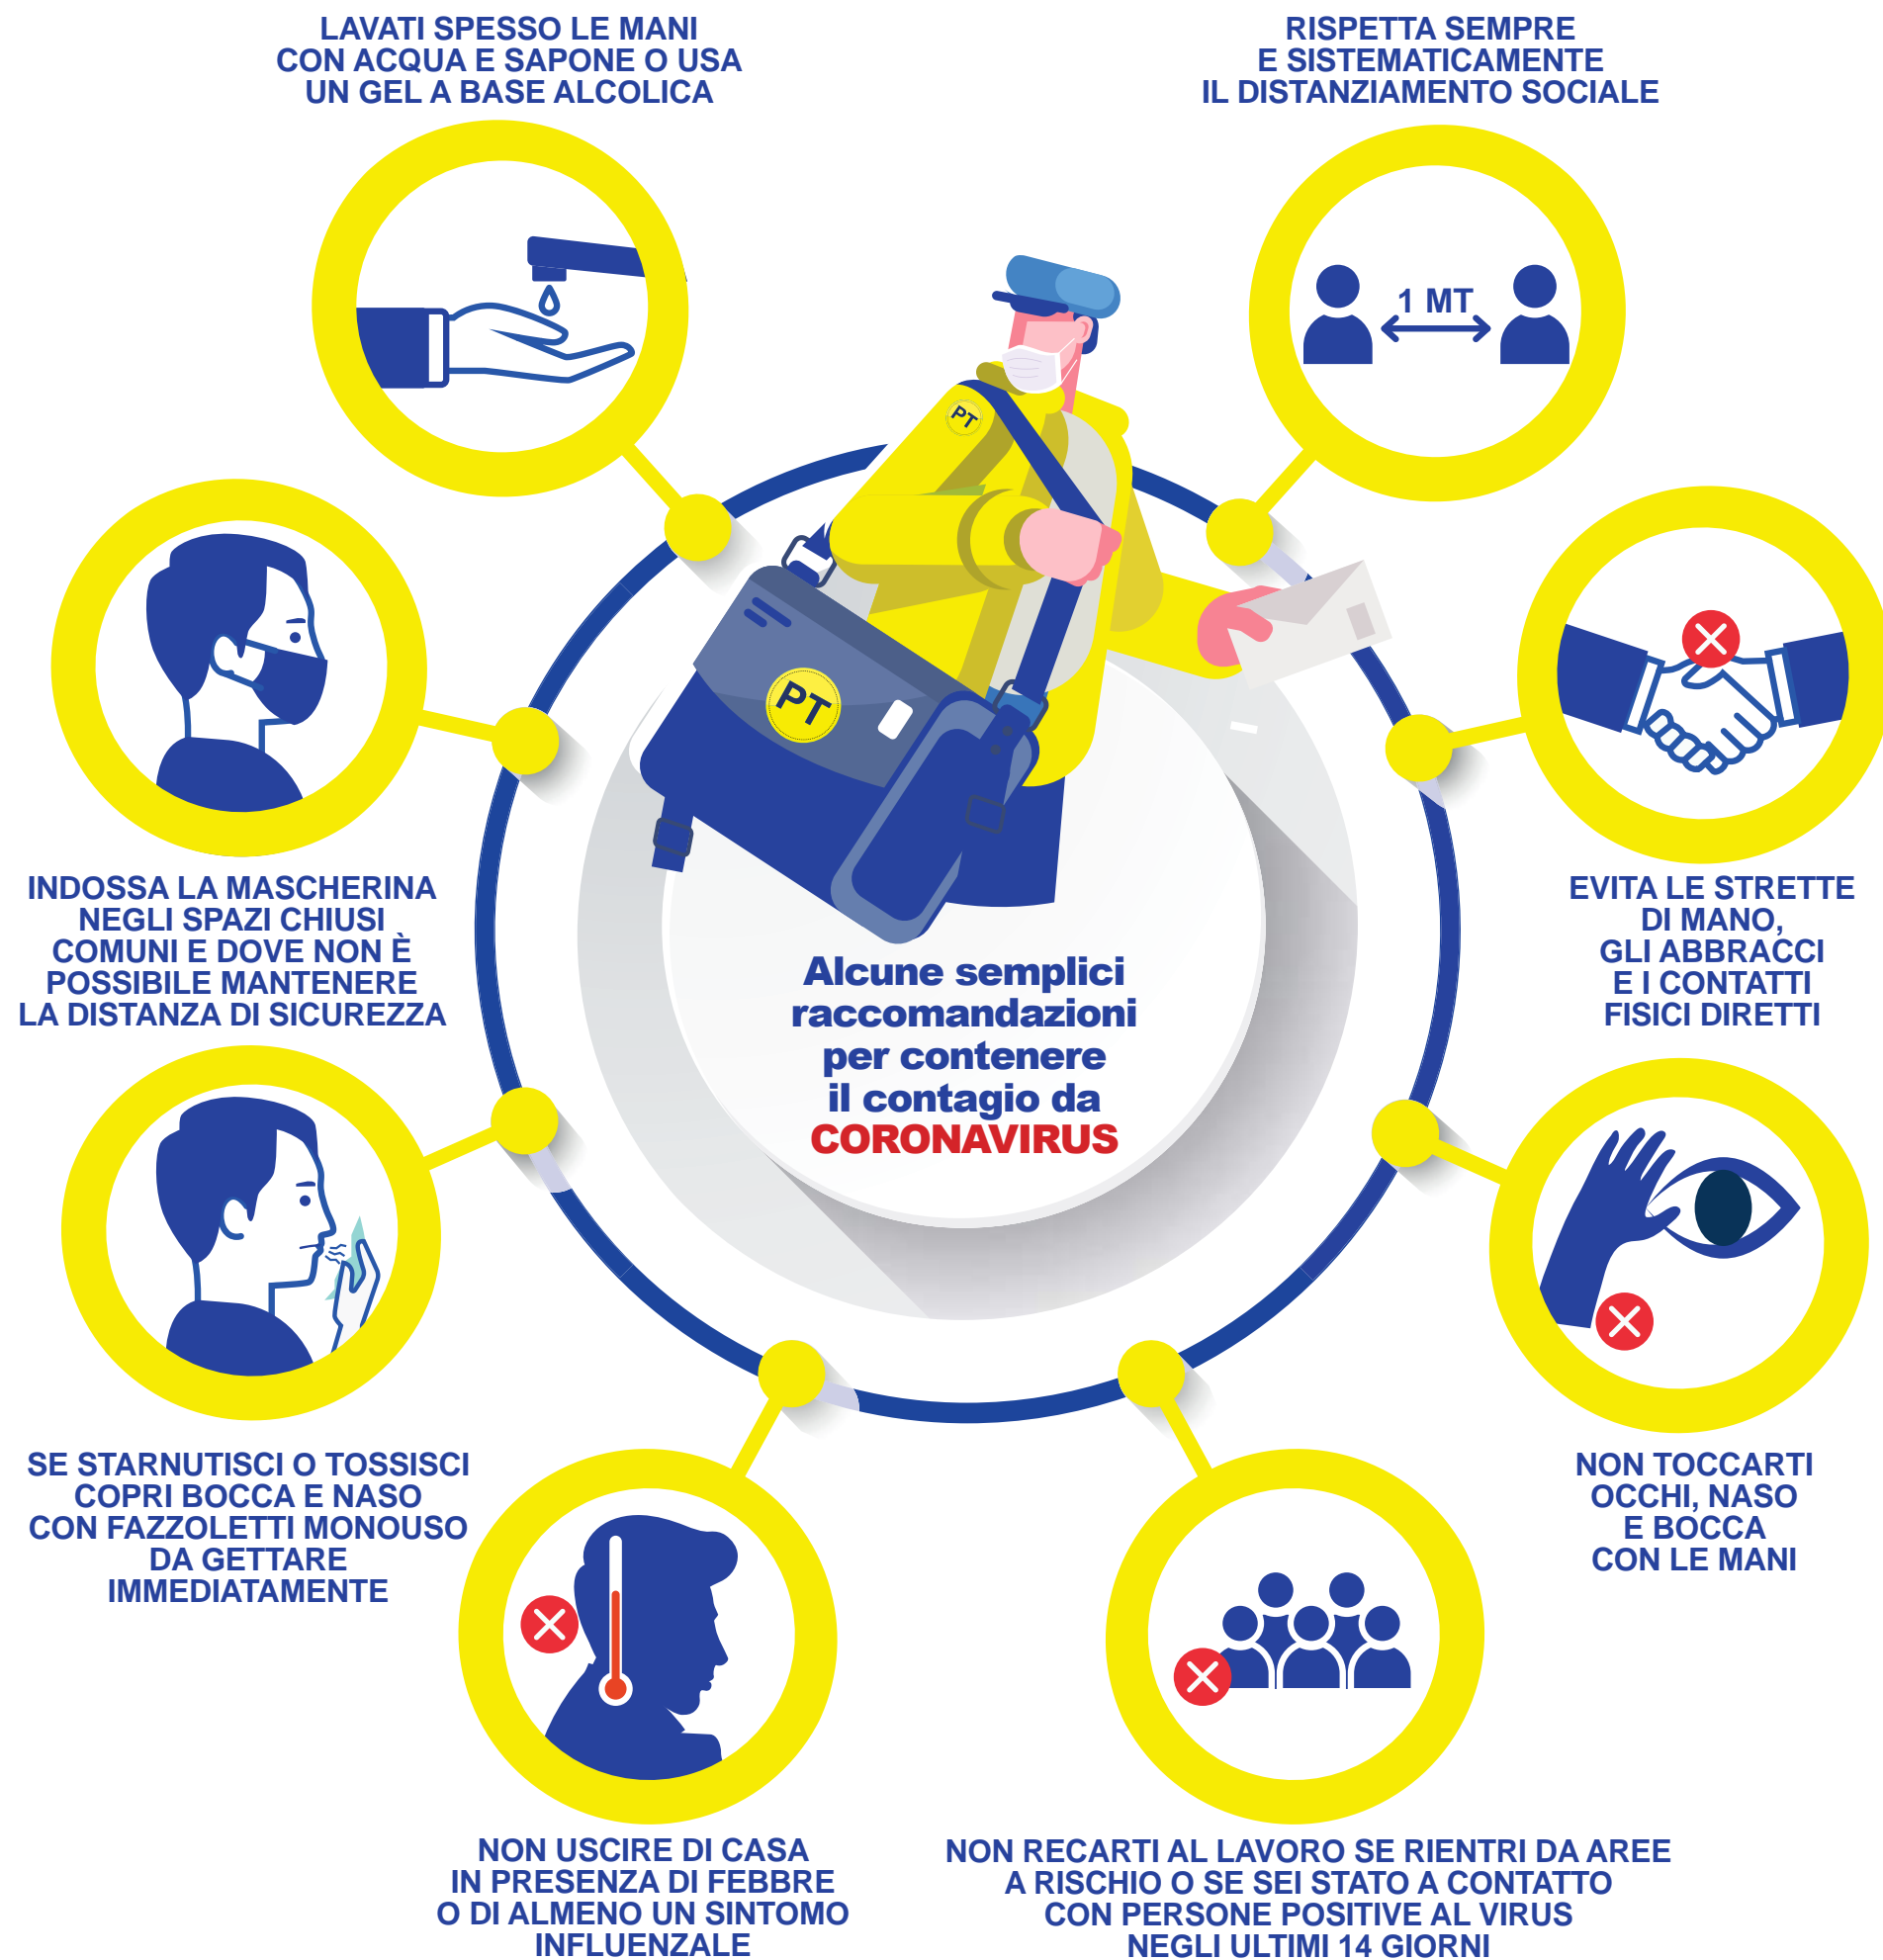 LAVATI SPESSO LE MANI
CON ACQUA E SAPONE O USA
UN GEL A BASE ALCOLICA
RISPETTA SEMPRE
E SISTEMATICAMENTE
IL DISTANZIAMENTO SOCIALE
1 MT
PT
PT
INDOSSA LA MASCHERINA
NEGLI SPAZI CHIUSI
COMUNI E DOVE NON È
POSSIBILE MANTENERE
LA DISTANZA DI SICUREZZA
EVITA LE STRETTE
DI MANO,
GLI ABBRACCI
E I CONTATTI
FISICI DIRETTI
Alcune semplici
raccomandazioni
per contenere
il contagio da
CORONAVIRUS
SE STARNUTISCI O TOSSISCI
COPRI BOCCA E NASO
CON FAZZOLETTI MONOUSO
DA GETTARE
IMMEDIATAMENTE
NON TOCCARTI
OCCHI, NASO
E BOCCA
CON LE MANI
NON USCIRE DI CASA
IN PRESENZA DI FEBBRE
O DI ALMENO UN SINTOMO
INFLUENZALE
NON RECARTI AL LAVORO SE RIENTRI DA AREE
A RISCHIO O SE SEI STATO A CONTATTO
CON PERSONE POSITIVE AL VIRUS
NEGLI ULTIMI 14 GIORNI